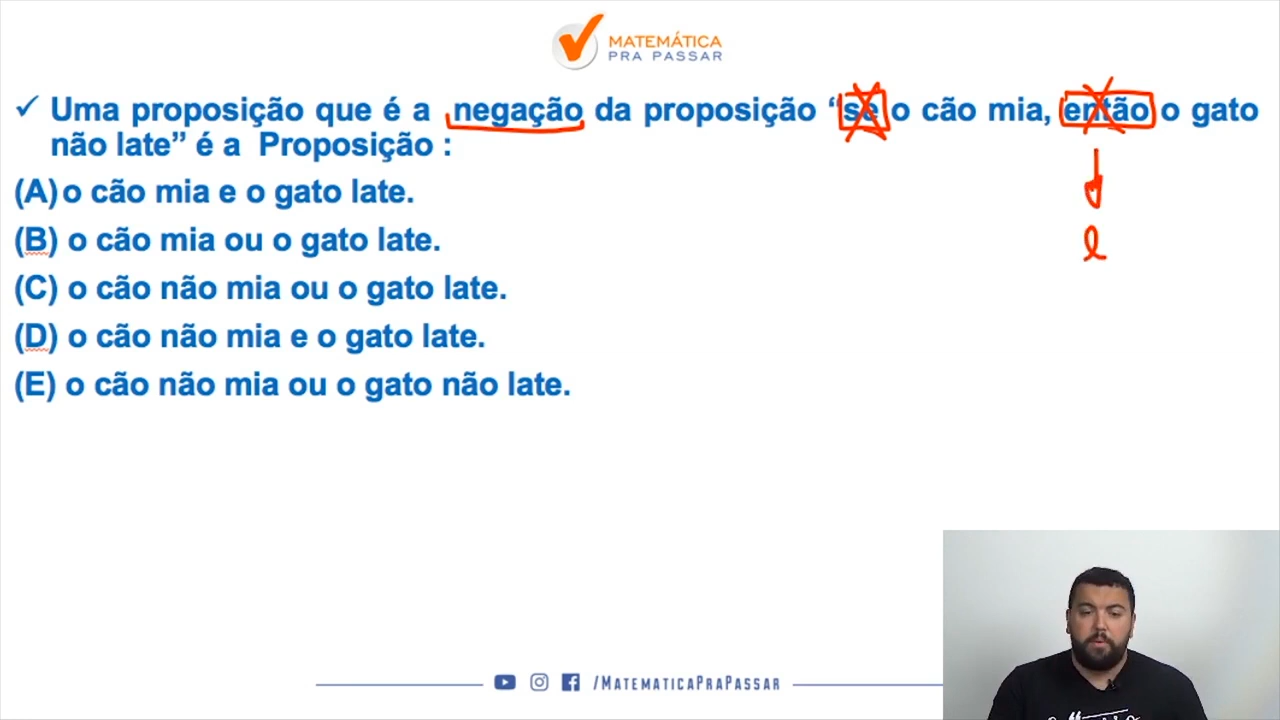 MATEMÁTICA
PRA PASSAR
✓ Uma proposição que é a negação da proposição “se o cão mia, então o gato
não late” é a Proposição :
(A) o cão mia e o gato late.
(B) o cão mia ou o gato late.
(C) o cão não mia ou o gato late.
(D) o cão não mia e o gato late.
(E) o cão não mia ou o gato não late.
e
/MATEMATICAPRAPASSAR